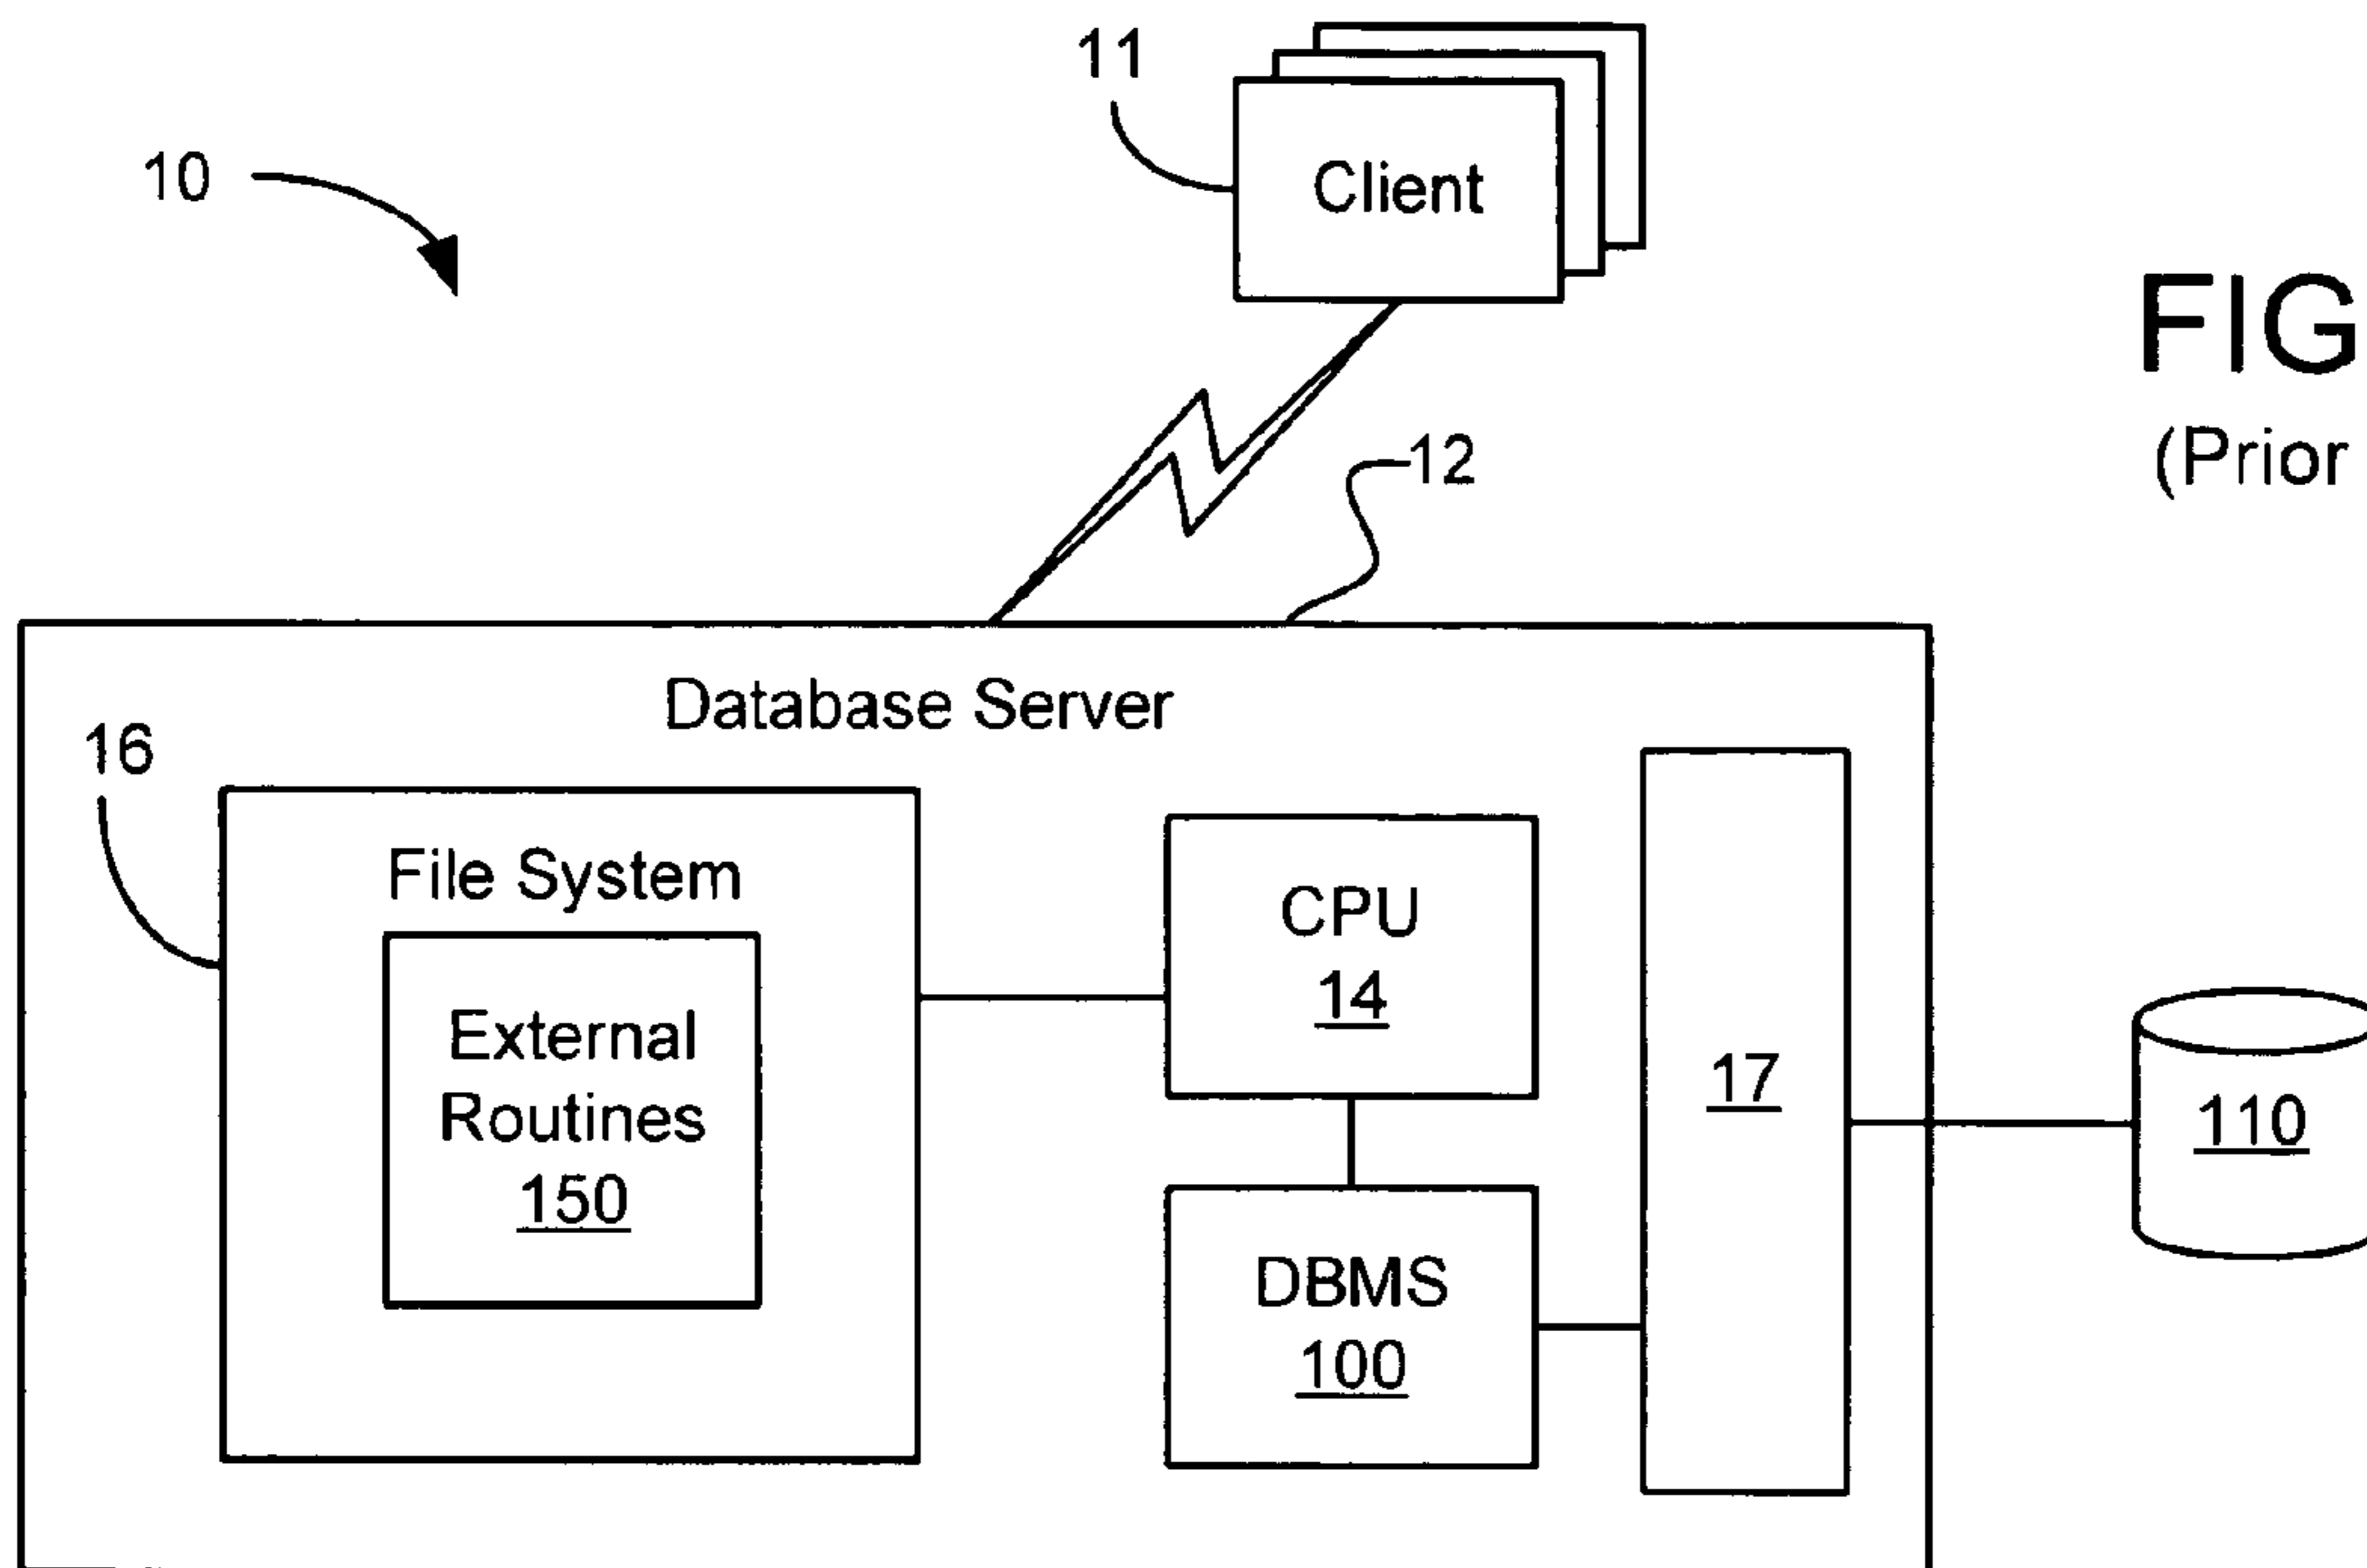 11
10
Client
FIG
(Prior
12
Database Server
16
File System
External
Routines
150
CPU
14
DBMS
100
17
110